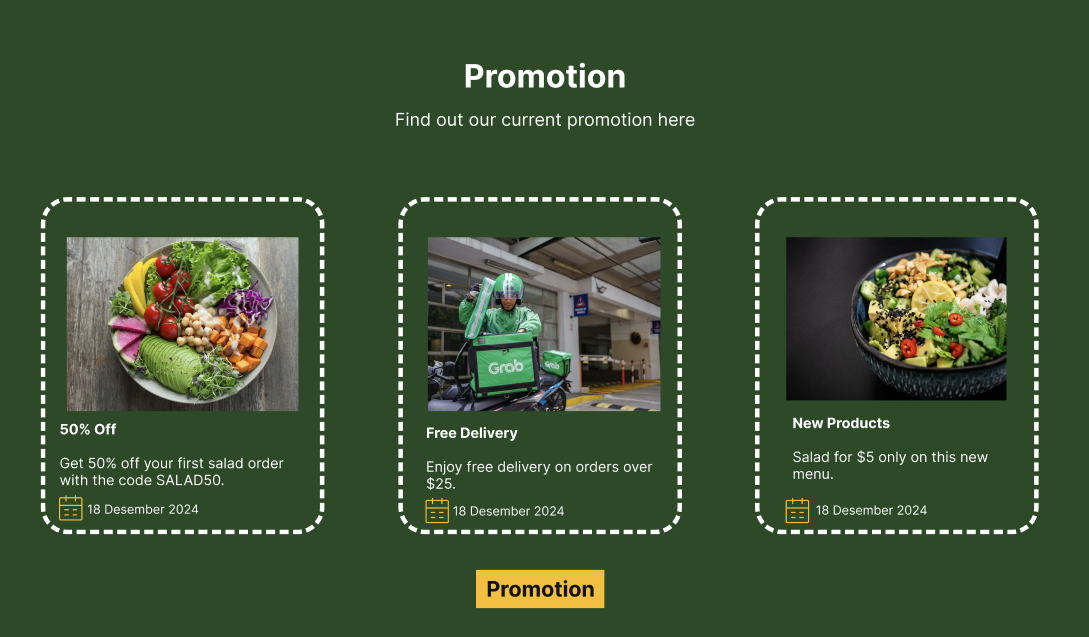 Promotion
Find out our current promotion here
Grab
50% Off
Get 50% off your first salad order
with the code SALAD50.
18 Desember 2024
Free Delivery
Enjoy free delivery on orders over
$25.
18 Desember 2024
New Products
Salad for $5 only on this new
menu.
18 Desember 2024
Promotion